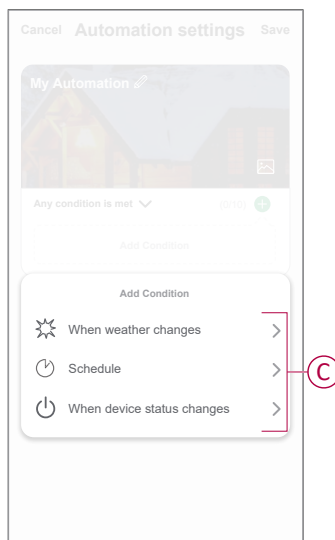 Cancel Automation settings Save
My Automation
Any condition is met (0/10)
Add Condition
Add Condition
When weather changes
Schedule
When device status changes
C